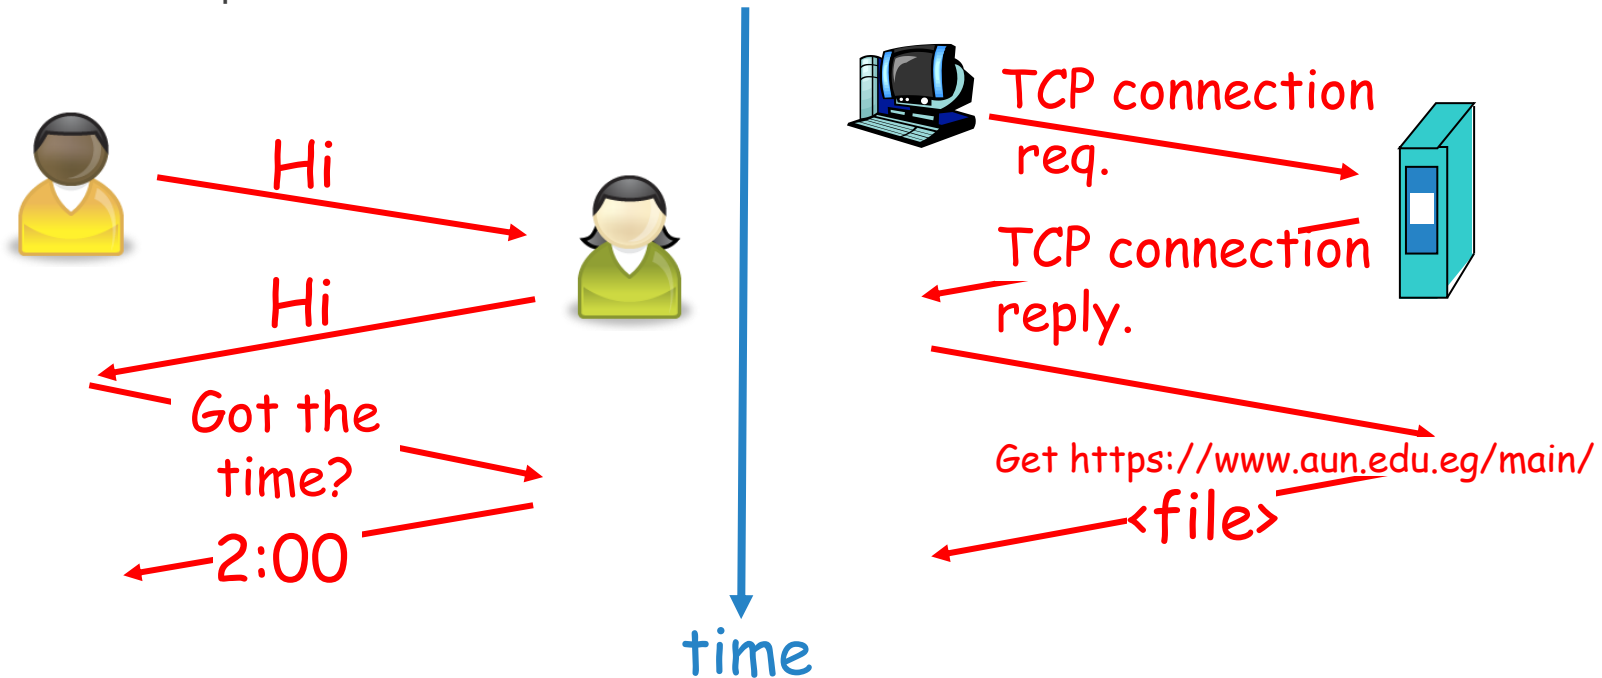 Hi
Hi
Got the
time?
2:00
time
TCP connection
req.
TCP connection
reply.
Get https://www.aun.edu.eg/main/
<file>